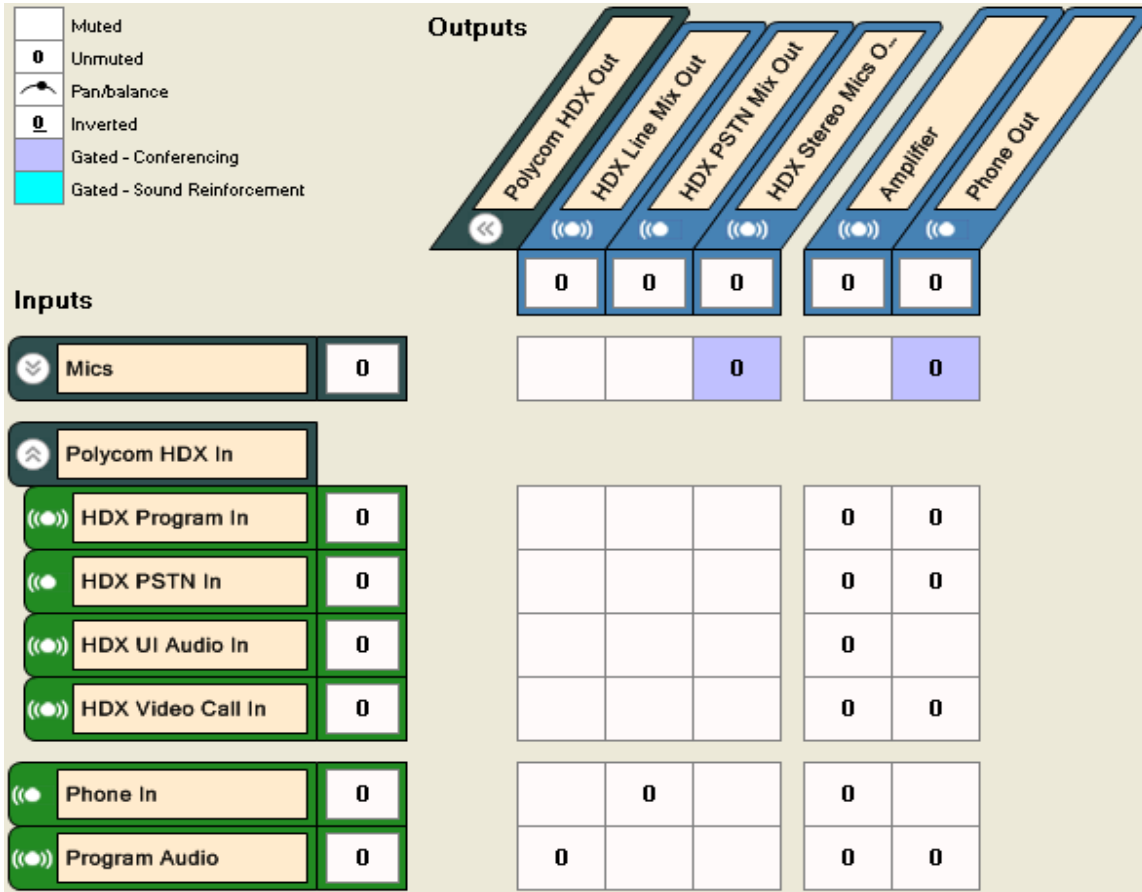 Muted
0 Unmuted
Pan/balance
0 Inverted
Gated - Conferencing
Gated - Sound Reinforcement
Outputs
Polycom HDX Out
HDX Line Mix Out
HDX PSTN Mix Out
HDX Stereo Mics O...
Amplifier
Phone Out
0 0 0 0 0
Inputs
Mics 0 0 0
Polycom HDX In
HDX Program In 0 0 0
HDX PSTN In 0 0 0
HDX UI Audio In 0 0
HDX Video Call In 0 0 0
Phone In 0 0 0
Program Audio 0 0 0 0